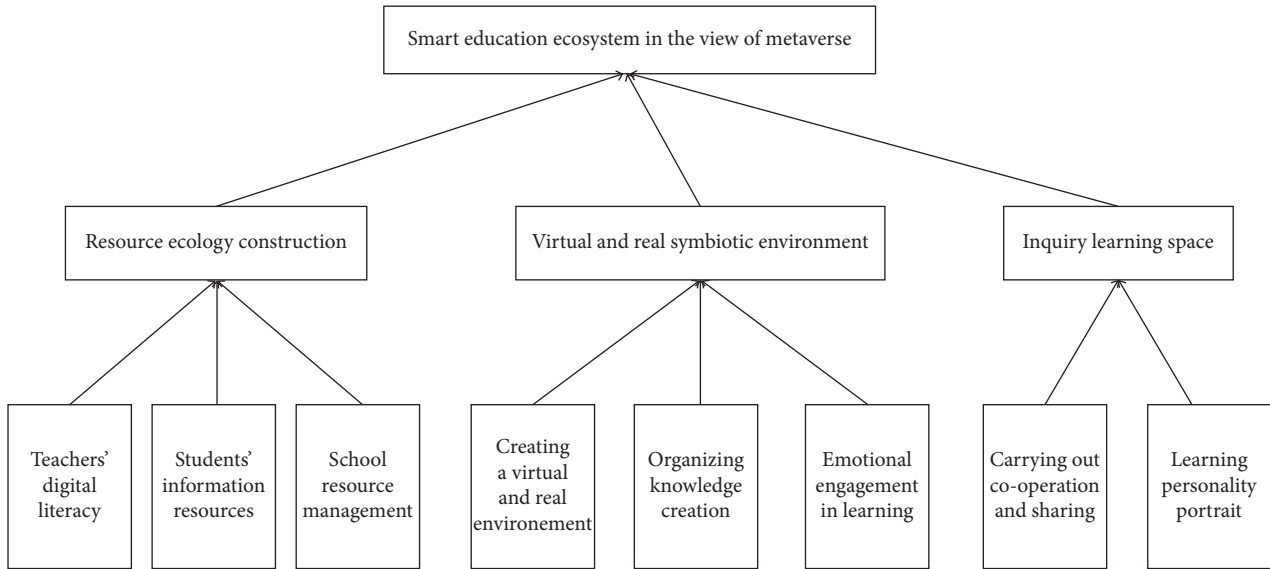 Smart education ecosystem in the view of metaverse
Resource ecology construction
Virtual and real symbiotic environment
Inquiry learning space
Teachers'
digital
literacy
Students'
information
resources
School
resource
management
Creating
a virtual
and real
environement
Organizing
knowledge
creation
Emotional
engagement
in learning
Carrying out
co-operation
and sharing
Learning
personality
portrait